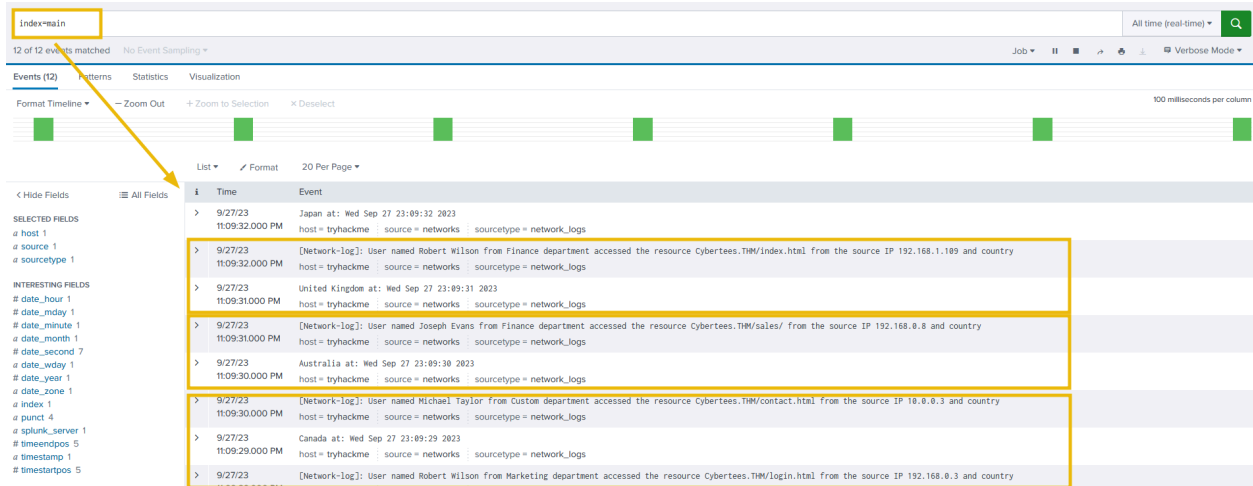 index=main
All time (real-time)
12 of 12 events matched No Event Sampling
Job Verbose Mode
Events (12) Patterns Statistics Visualization
Format Timeline — Zoom Out + Zoom to Selection × Deselect
100 milliseconds per column
List Format 20 Per Page
< Hide Fields All Fields
i Time Event
SELECTED FIELDS
a host 1
a source 1
a sourcetype 1
INTERESTING FIELDS
# date_hour 1
# date_mday 1
# date_minute 1
a date_month 1
# date_second 7
a date_wday 1
# date_year 1
a date_zone 1
a index 1
a punct 4
a splunk_server 1
# timeendpos 5
a timestamp 1
# timestartpos 5
> 9/27/23 Japan at: Wed Sep 27 23:09:32 2023
11:09:32.000 PM host = tryhackme source = networks sourcetype = network_logs
> 9/27/23 [Network-log]: User named Robert Wilson from Finance department accessed the resource Cybertees.THM/index.html from the source IP 192.168.1.109 and country
11:09:32.000 PM host = tryhackme source = networks sourcetype = network_logs
> 9/27/23 United Kingdom at: Wed Sep 27 23:09:31 2023
11:09:31.000 PM host = tryhackme source = networks sourcetype = network_logs
> 9/27/23 [Network-log]: User named Joseph Evans from Finance department accessed the resource Cybertees.THM/sales/ from the source IP 192.168.0.8 and country
11:09:31.000 PM host = tryhackme source = networks sourcetype = network_logs
> 9/27/23 Australia at: Wed Sep 27 23:09:30 2023
11:09:30.000 PM host = tryhackme source = networks sourcetype = network_logs
> 9/27/23 [Network-log]: User named Michael Taylor from Custom department accessed the resource Cybertees.THM/contact.html from the source IP 10.0.0.3 and country
11:09:30.000 PM host = tryhackme source = networks sourcetype = network_logs
> 9/27/23 Canada at: Wed Sep 27 23:09:29 2023
11:09:29.000 PM host = tryhackme source = networks sourcetype = network_logs
> 9/27/23 [Network-log]: User named Robert Wilson from Marketing department accessed the resource Cybertees.THM/login.html from the source IP 192.168.0.3 and country